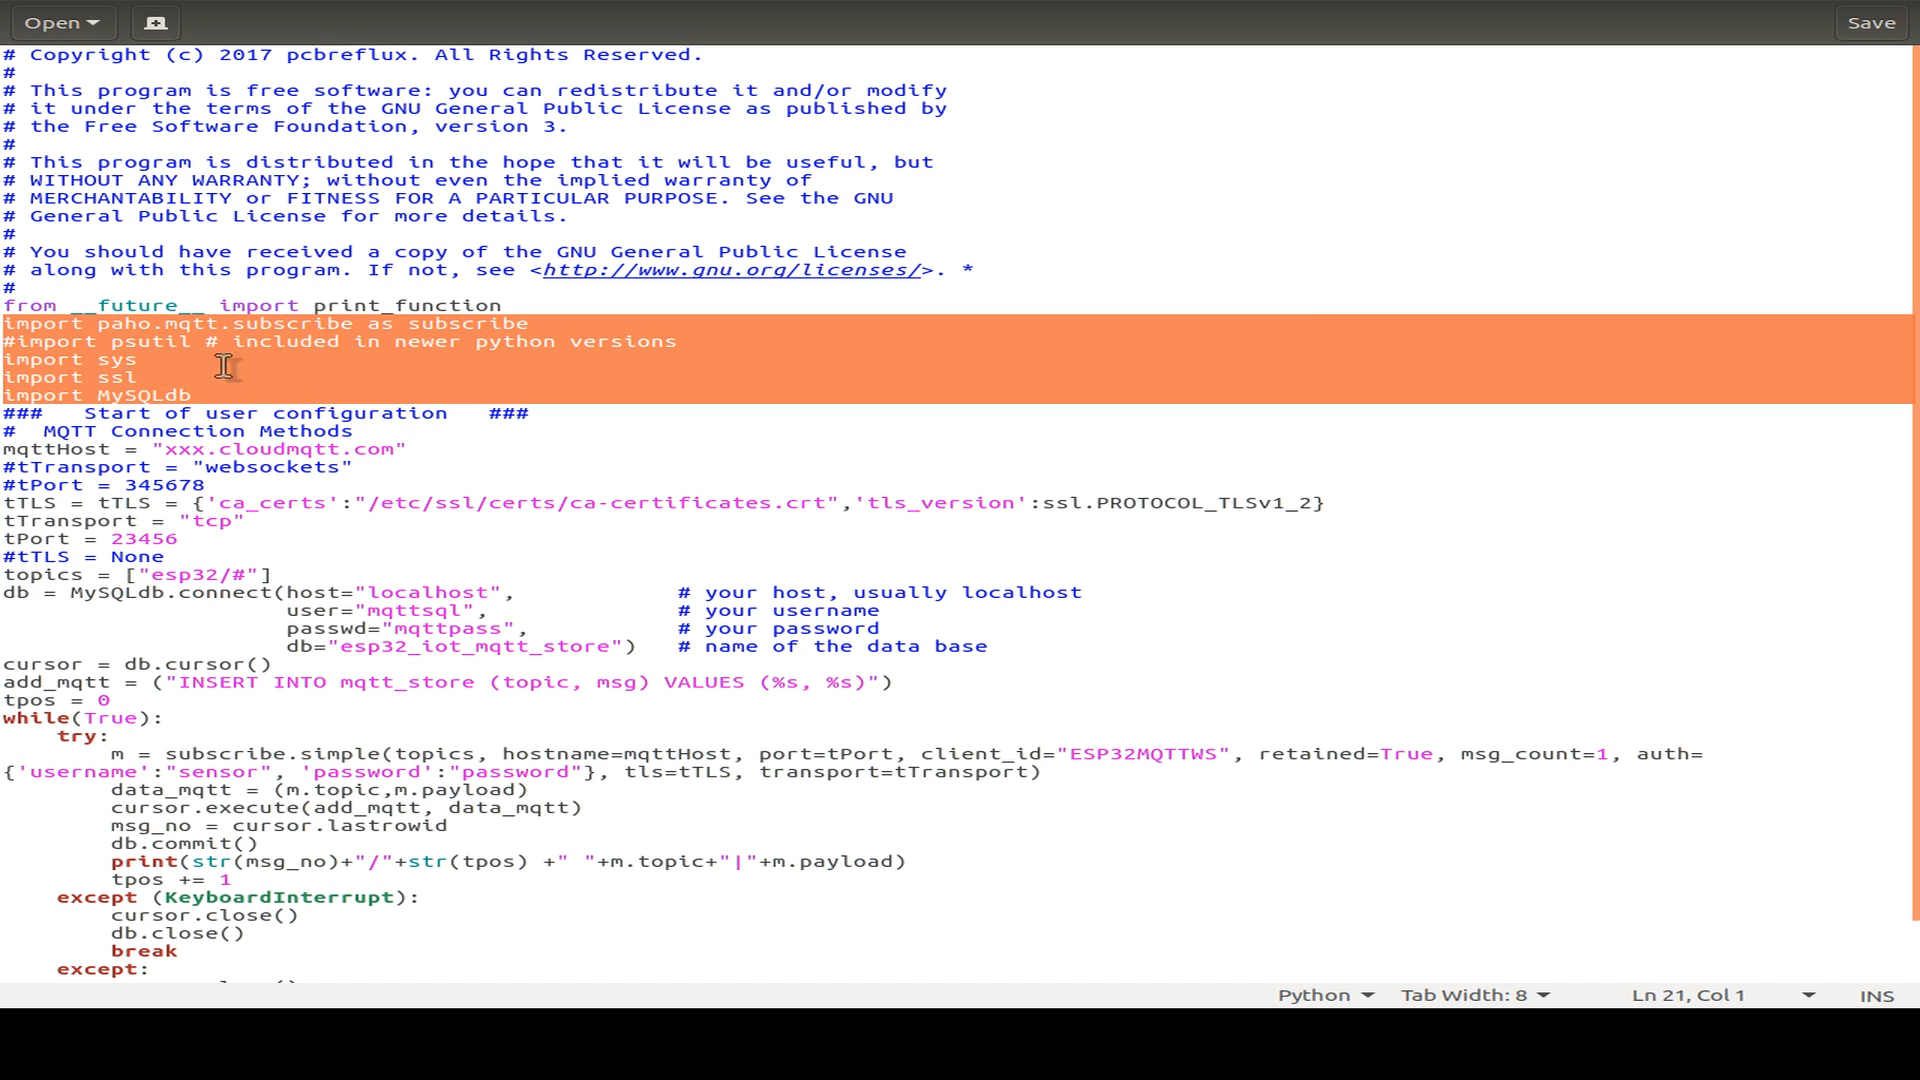 Open
Save
# Copyright (c) 2017 pcbreflux. All Rights Reserved.
#
# This program is free software: you can redistribute it and/or modify
# it under the terms of the GNU General Public License as published by
# the Free Software Foundation, version 3.
#
# This program is distributed in the hope that it will be useful, but
# WITHOUT ANY WARRANTY; without even the implied warranty of
# MERCHANTABILITY or FITNESS FOR A PARTICULAR PURPOSE. See the GNU
# General Public License for more details.
#
# You should have received a copy of the GNU General Public License
# along with this program. If not, see <http://www.gnu.org/licenses/>. *
#
from __future__ import print_function
import paho.mqtt.subscribe as subscribe
#import psutil # included in newer python versions
import sys
import ssl
import MySQLdb
###   Start of user configuration   ###
#  MQTT Connection Methods
mqttHost = "xxx.cloudmqtt.com"
#tTransport = "websockets"
#tPort = 345678
tTLS = tTLS = {'ca_certs':"/etc/ssl/certs/ca-certificates.crt",'tls_version':ssl.PROTOCOL_TLSv1_2}
tTransport = "tcp"
tPort = 23456
#tTLS = None
topics = ["esp32/#"]
db = MySQLdb.connect(host="localhost",            # your host, usually localhost
                     user="mqttsql",              # your username
                     passwd="mqttpass",           # your password
                     db="esp32_iot_mqtt_store")   # name of the data base
cursor = db.cursor()
add_mqtt = ("INSERT INTO mqtt_store (topic, msg) VALUES (%s, %s)")
tpos = 0
while(True):
    try:
        m = subscribe.simple(topics, hostname=mqttHost, port=tPort, client_id="ESP32MQTTWS", retained=True, msg_count=1, auth=
{'username':"sensor", 'password':"password"}, tls=tTLS, transport=tTransport)
        data_mqtt = (m.topic,m.payload)
        cursor.execute(add_mqtt, data_mqtt)
        msg_no = cursor.lastrowid
        db.commit()
        print(str(msg_no)+"/"+str(tpos) +" "+m.topic+"|"+m.payload)
        tpos += 1
    except (KeyboardInterrupt):
        cursor.close()
        db.close()
        break
    except:
Python Tab Width: 8 Ln 21, Col 1 INS